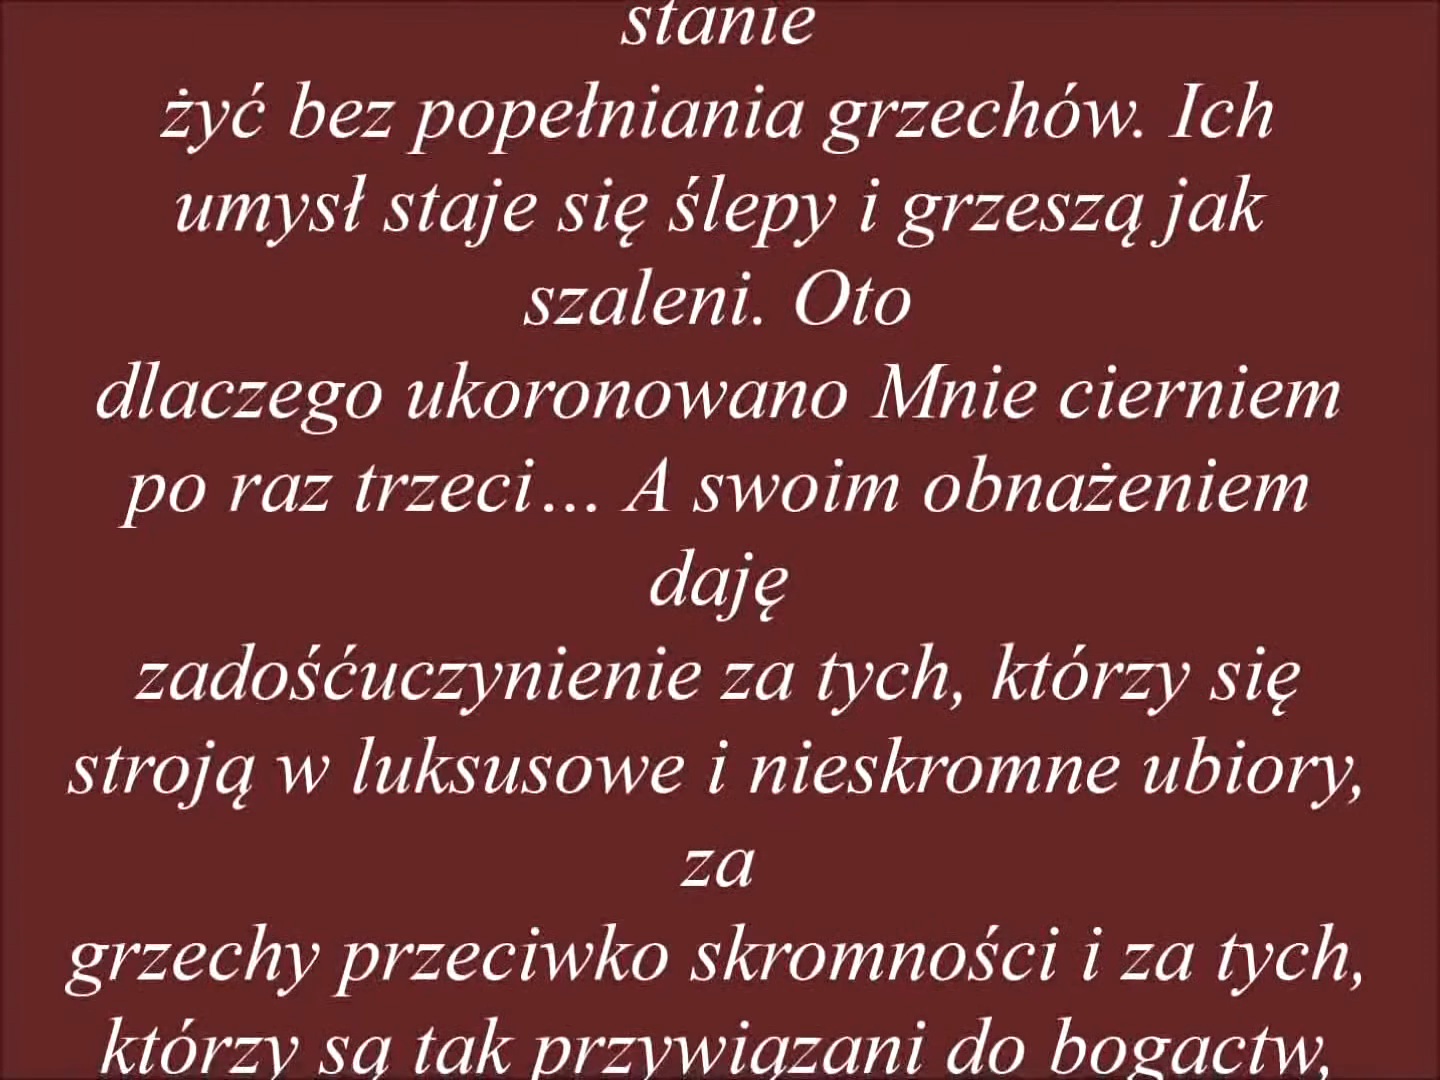 stanie
żyć bez popełniania grzechów. Ich
umysł staje się ślepy i grzeszą jak
szaleni. Oto
dlaczego ukoronowano Mnie cierniem
po raz trzeci… A swoim obnażeniem
daję
zadośćuczynienie za tych, którzy się
stroją w luksusowe i nieskromne ubiory,
za
grzechy przeciwko skromności i za tych,
którzy są tak przywiązani do bogactw,